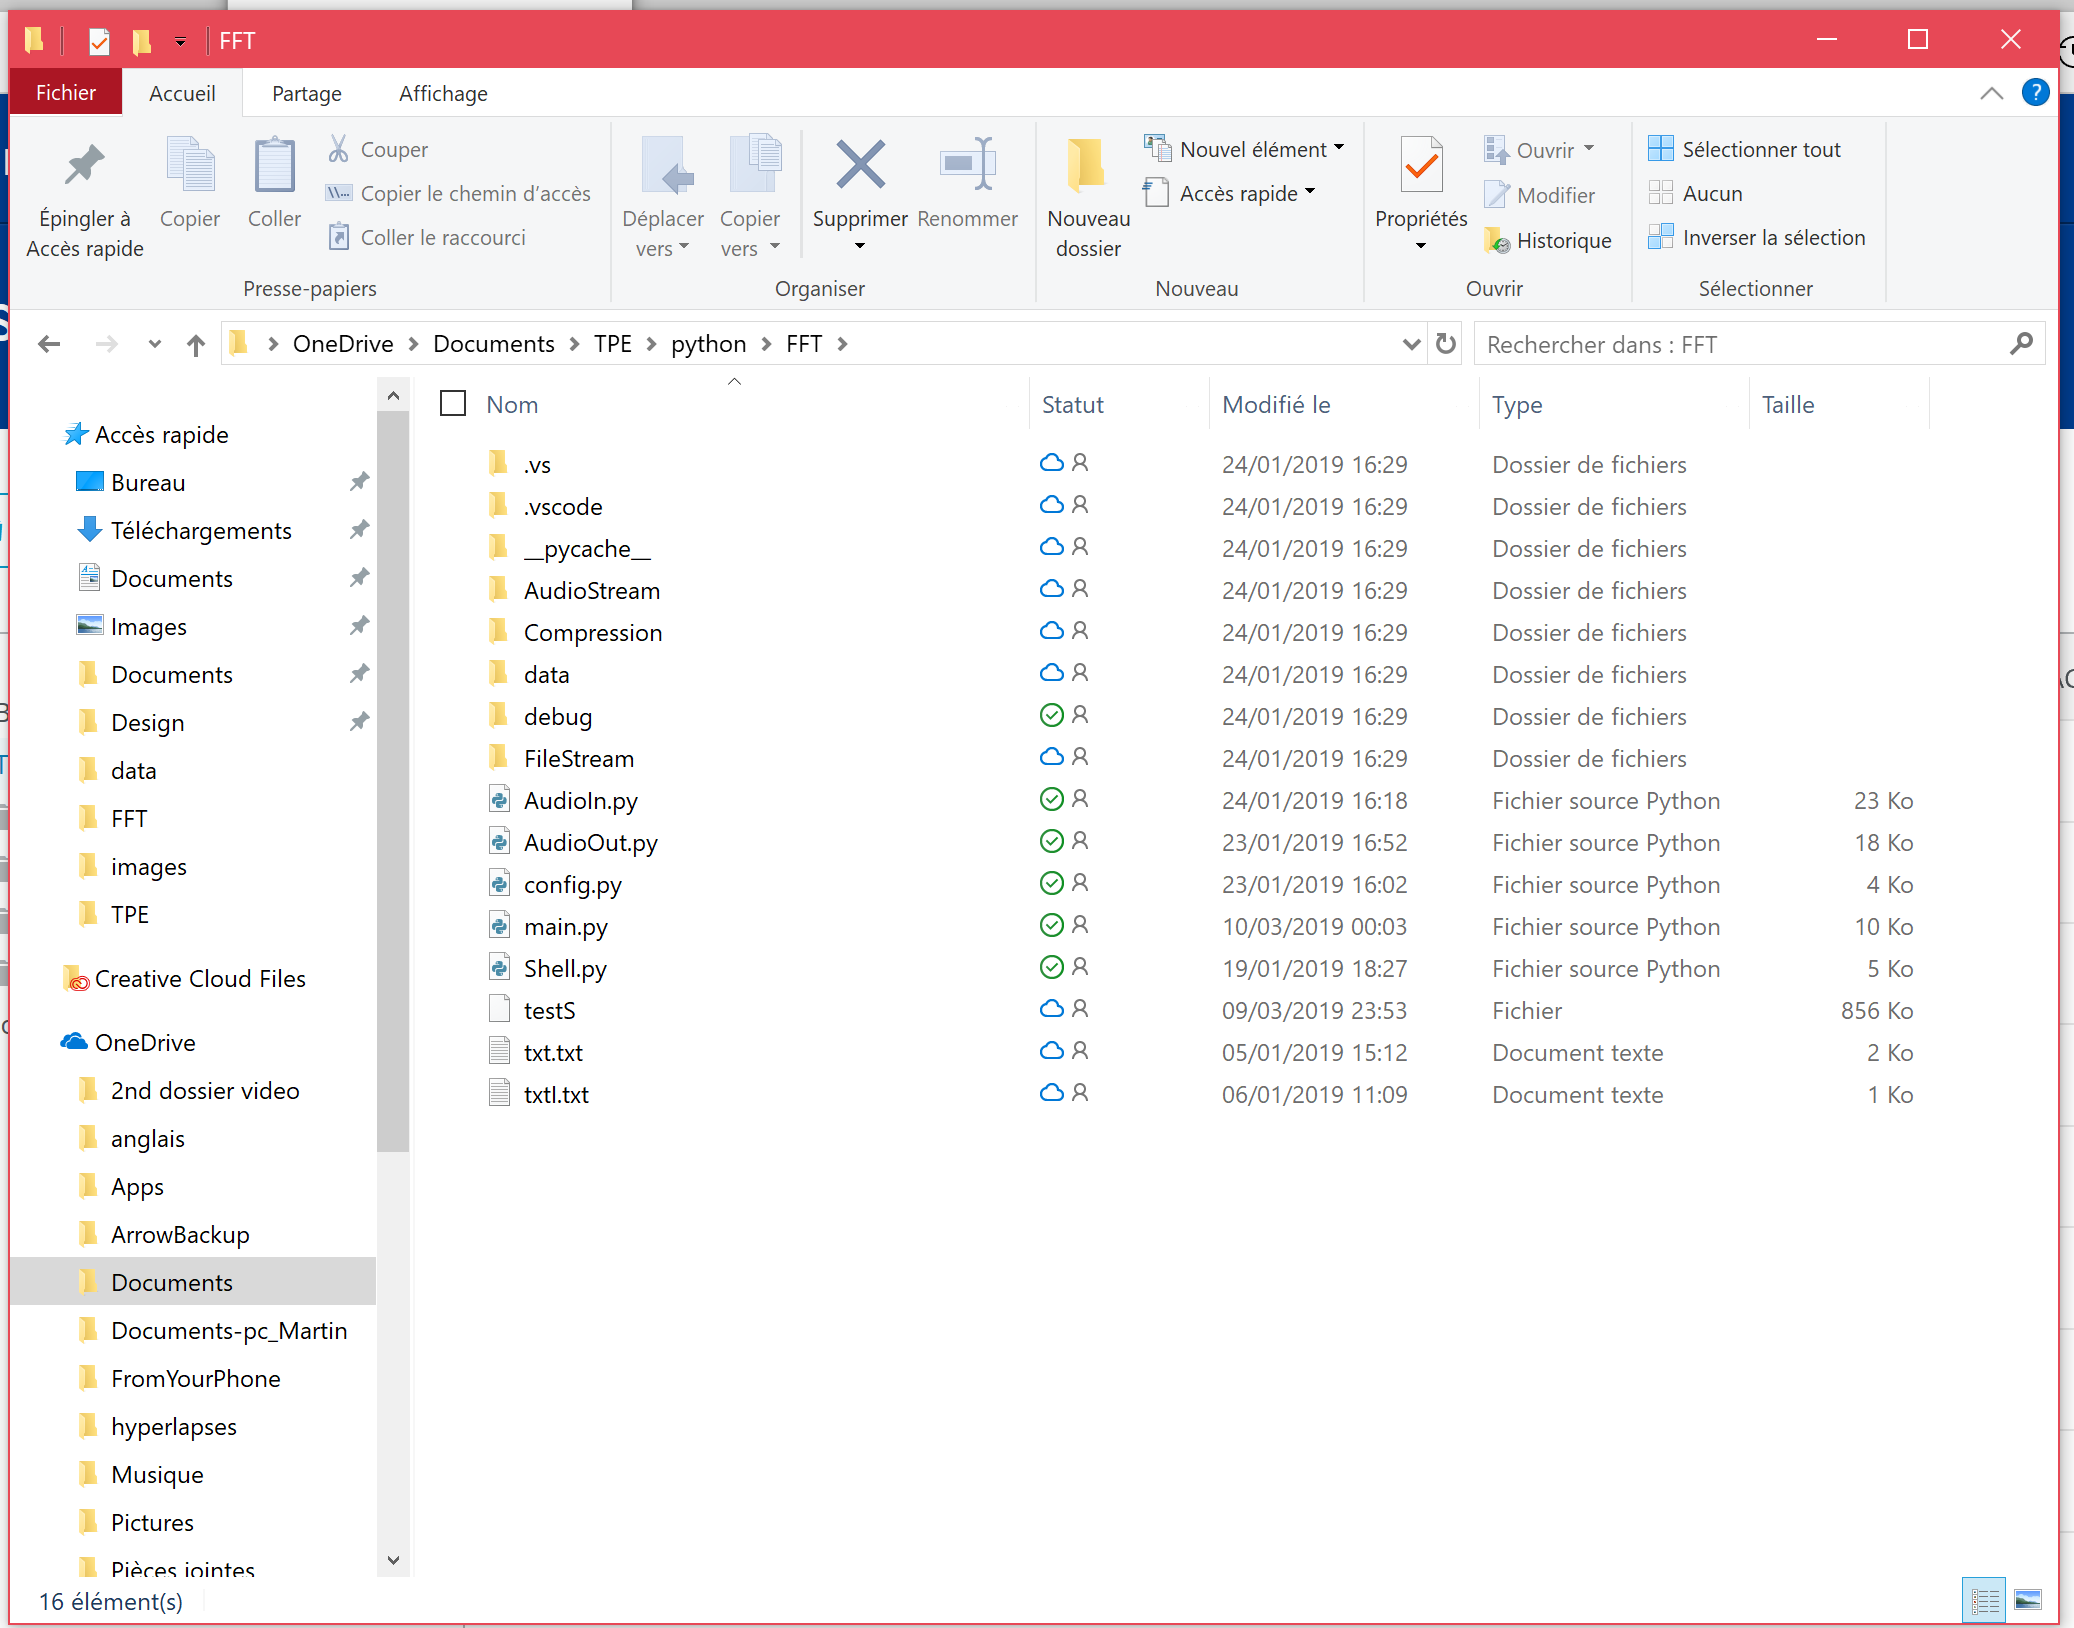 FFT
Fichier Accueil Partage Affichage
Épingler à Accès rapide
Copier
Coller
Couper
Copier le chemin d'accès
Coller le raccourci
Presse-papiers
Déplacer vers
Copier vers
Supprimer
Renommer
Organiser
Nouveau dossier
Nouvel élément
Accès rapide
Nouveau
Propriétés
Ouvrir
Modifier
Historique
Ouvrir
Sélectionner tout
Aucun
Inverser la sélection
Sélectionner
OneDrive > Documents > TPE > python > FFT >
Rechercher dans : FFT
Accès rapide
Bureau
Téléchargements
Documents
Images
Documents
Design
data
FFT
images
TPE
Creative Cloud Files
OneDrive
2nd dossier video
anglais
Apps
ArrowBackup
Documents
Documents-pc_Martin
FromYourPhone
hyperlapses
Musique
Pictures
Pièces jointes
Nom Statut Modifié le Type Taille
.vs 24/01/2019 16:29 Dossier de fichiers
.vscode 24/01/2019 16:29 Dossier de fichiers
__pycache__ 24/01/2019 16:29 Dossier de fichiers
AudioStream 24/01/2019 16:29 Dossier de fichiers
Compression 24/01/2019 16:29 Dossier de fichiers
data 24/01/2019 16:29 Dossier de fichiers
debug 24/01/2019 16:29 Dossier de fichiers
FileStream 24/01/2019 16:29 Dossier de fichiers
AudioIn.py 24/01/2019 16:18 Fichier source Python 23 Ko
AudioOut.py 23/01/2019 16:52 Fichier source Python 18 Ko
config.py 23/01/2019 16:02 Fichier source Python 4 Ko
main.py 10/03/2019 00:03 Fichier source Python 10 Ko
Shell.py 19/01/2019 18:27 Fichier source Python 5 Ko
testS 09/03/2019 23:53 Fichier 856 Ko
txt.txt 05/01/2019 15:12 Document texte 2 Ko
txtl.txt 06/01/2019 11:09 Document texte 1 Ko
16 élément(s)